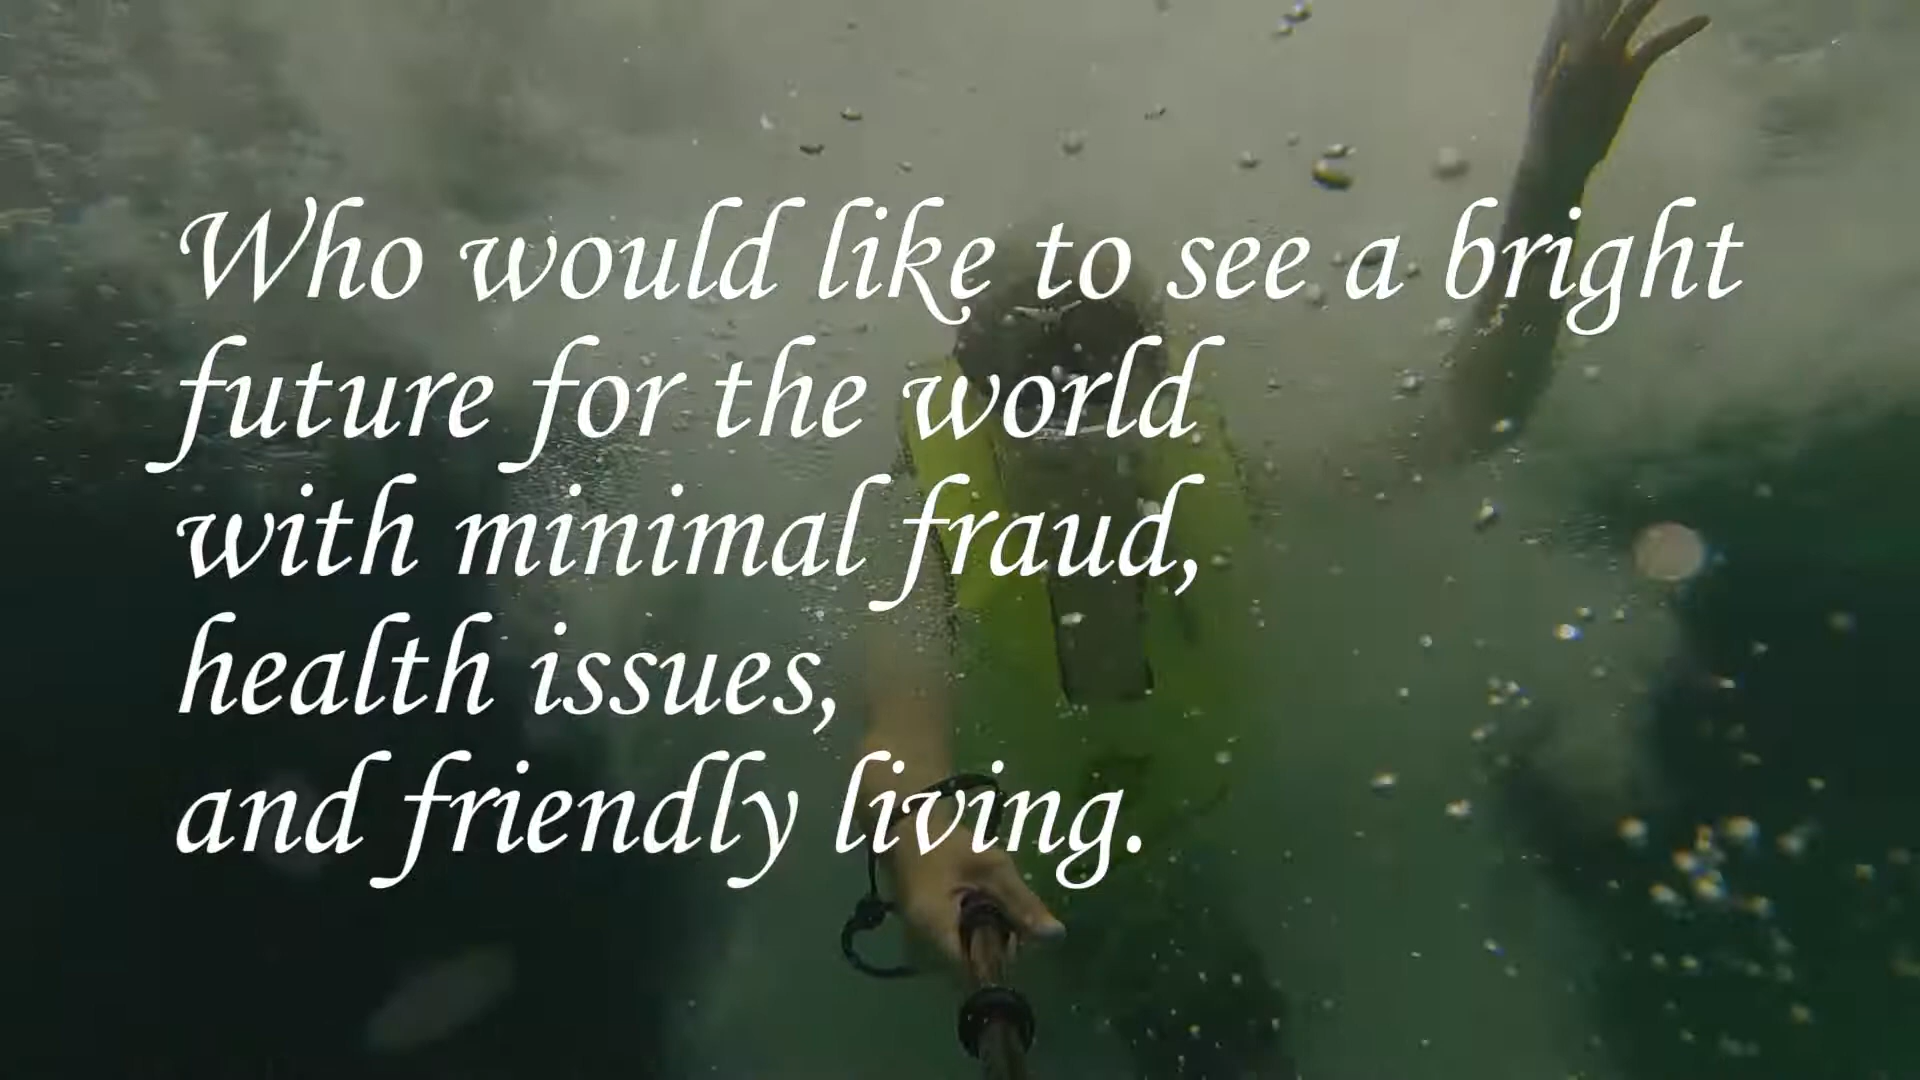 Who would like to see a bright
future for the world
with minimal fraud,
health issues,
and friendly living.